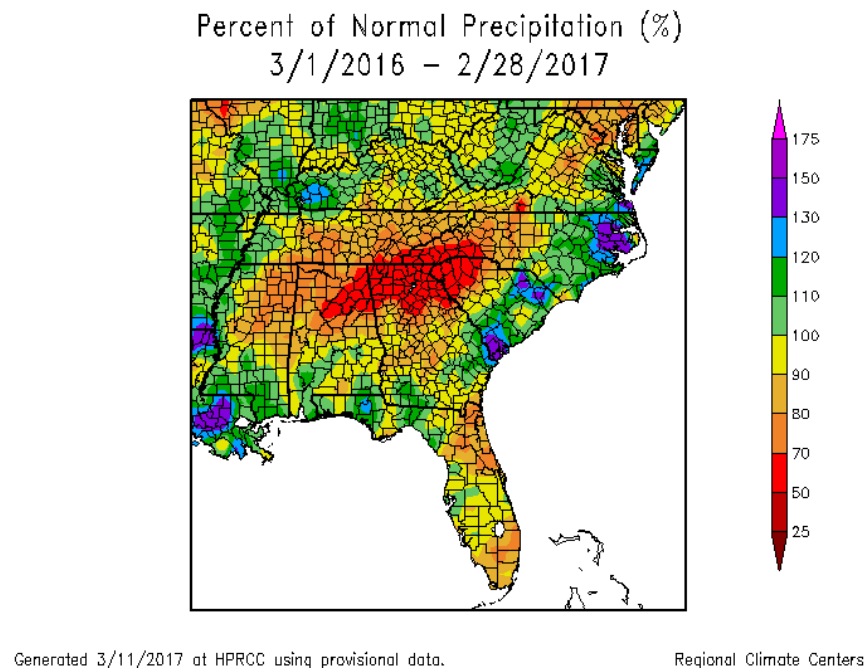 Percent of Normal Precipitation (%)
3/1/2016 – 2/28/2017
175
150
130
120
110
100
90
80
70
50
25
Generated 3/11/2017 at HPRCC using provisional data.
Regional Climate Centers